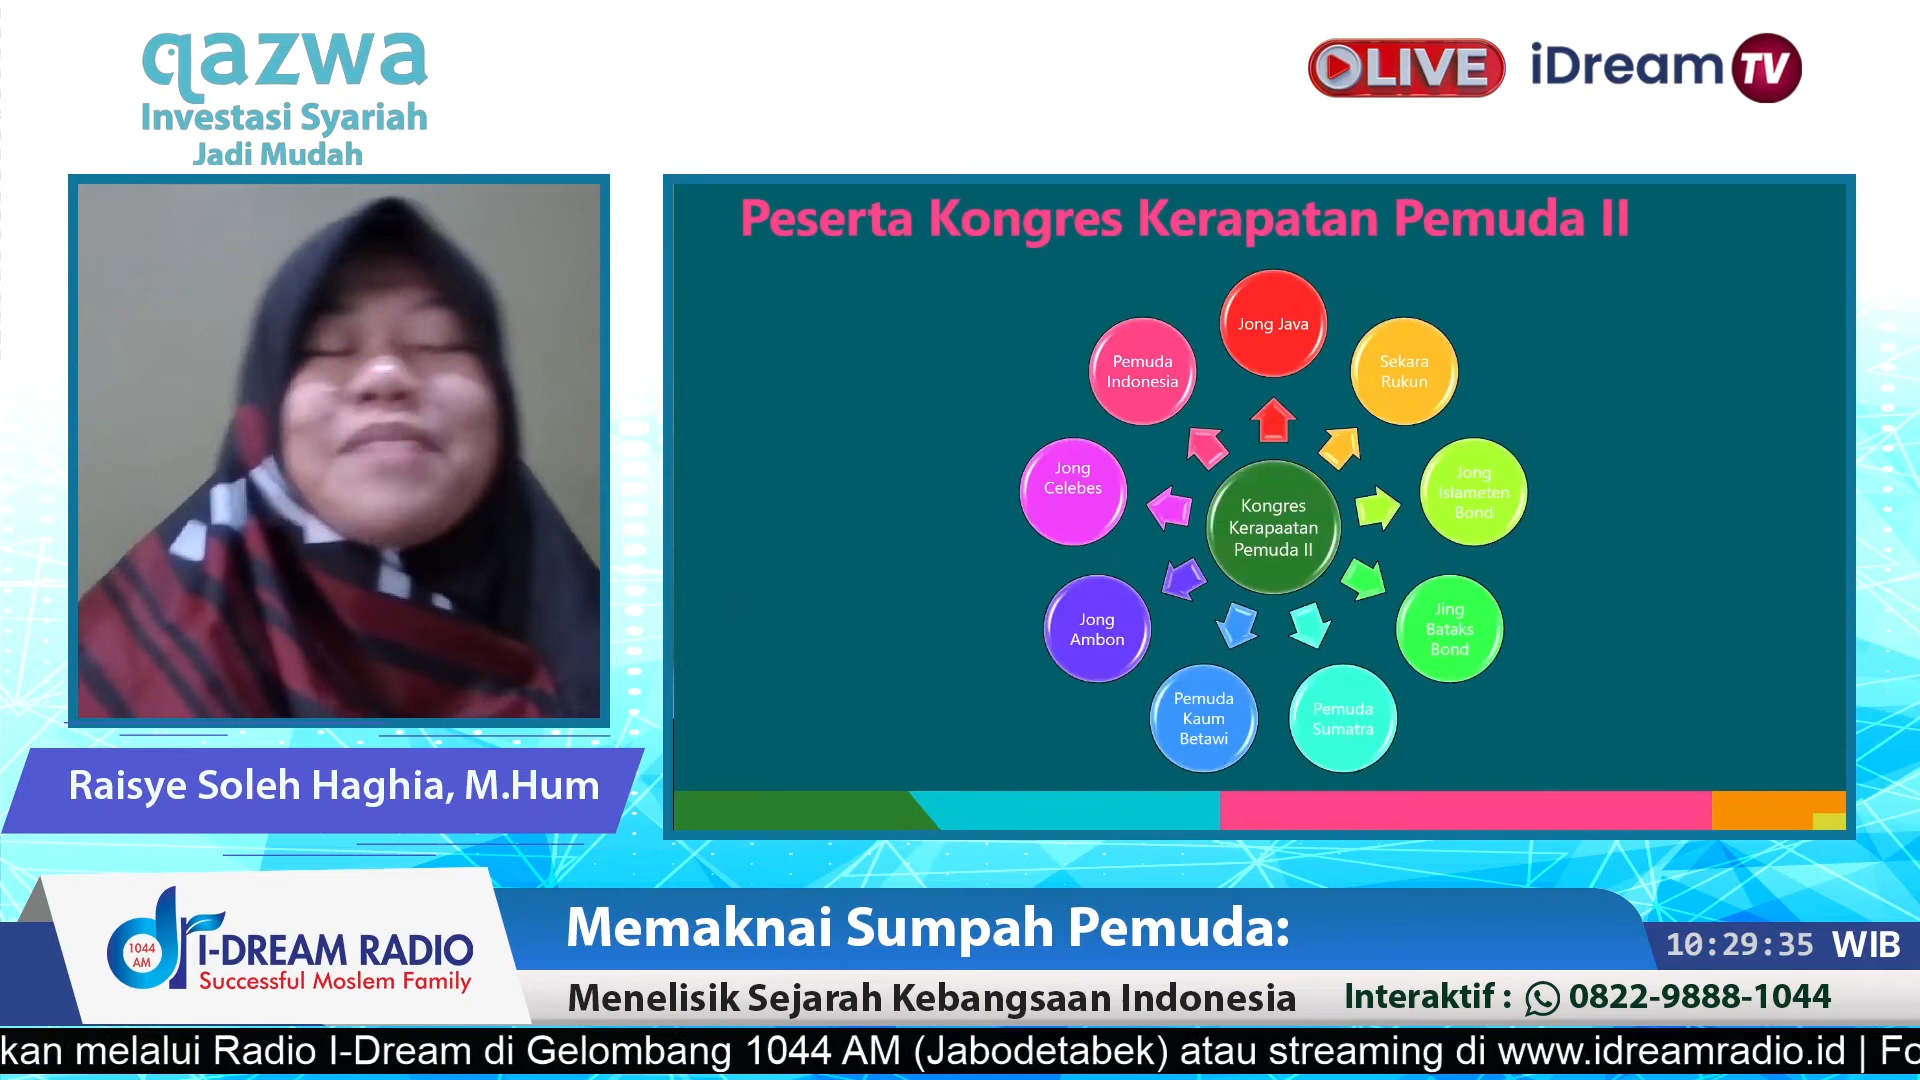 qazwa
Investasi Syariah
Jadi Mudah
LIVE
iDream TV
Peserta Kongres Kerapatan Pemuda II
Jong Java
Sekara
Rukun
Jong
Islameten
Bond
Jing
Bataks
Bond
Pemuda
Sumatra
Pemuda
Kaum
Betawi
Jong
Ambon
Jong
Celebes
Pemuda
Indonesia
Kongres
Kerapaatan
Pemuda II
Raisye Soleh Haghia, M.Hum
dr
1044
AM
I-DREAM RADIO
Successful Moslem Family
Memaknai Sumpah Pemuda:
10:29:35 WIB
Menelisik Sejarah Kebangsaan Indonesia
Interaktif : 0822-9888-1044
kan melalui Radio I-Dream di Gelombang 1044 AM (Jabodetabek) atau streaming di www.idreamradio.id | Fo